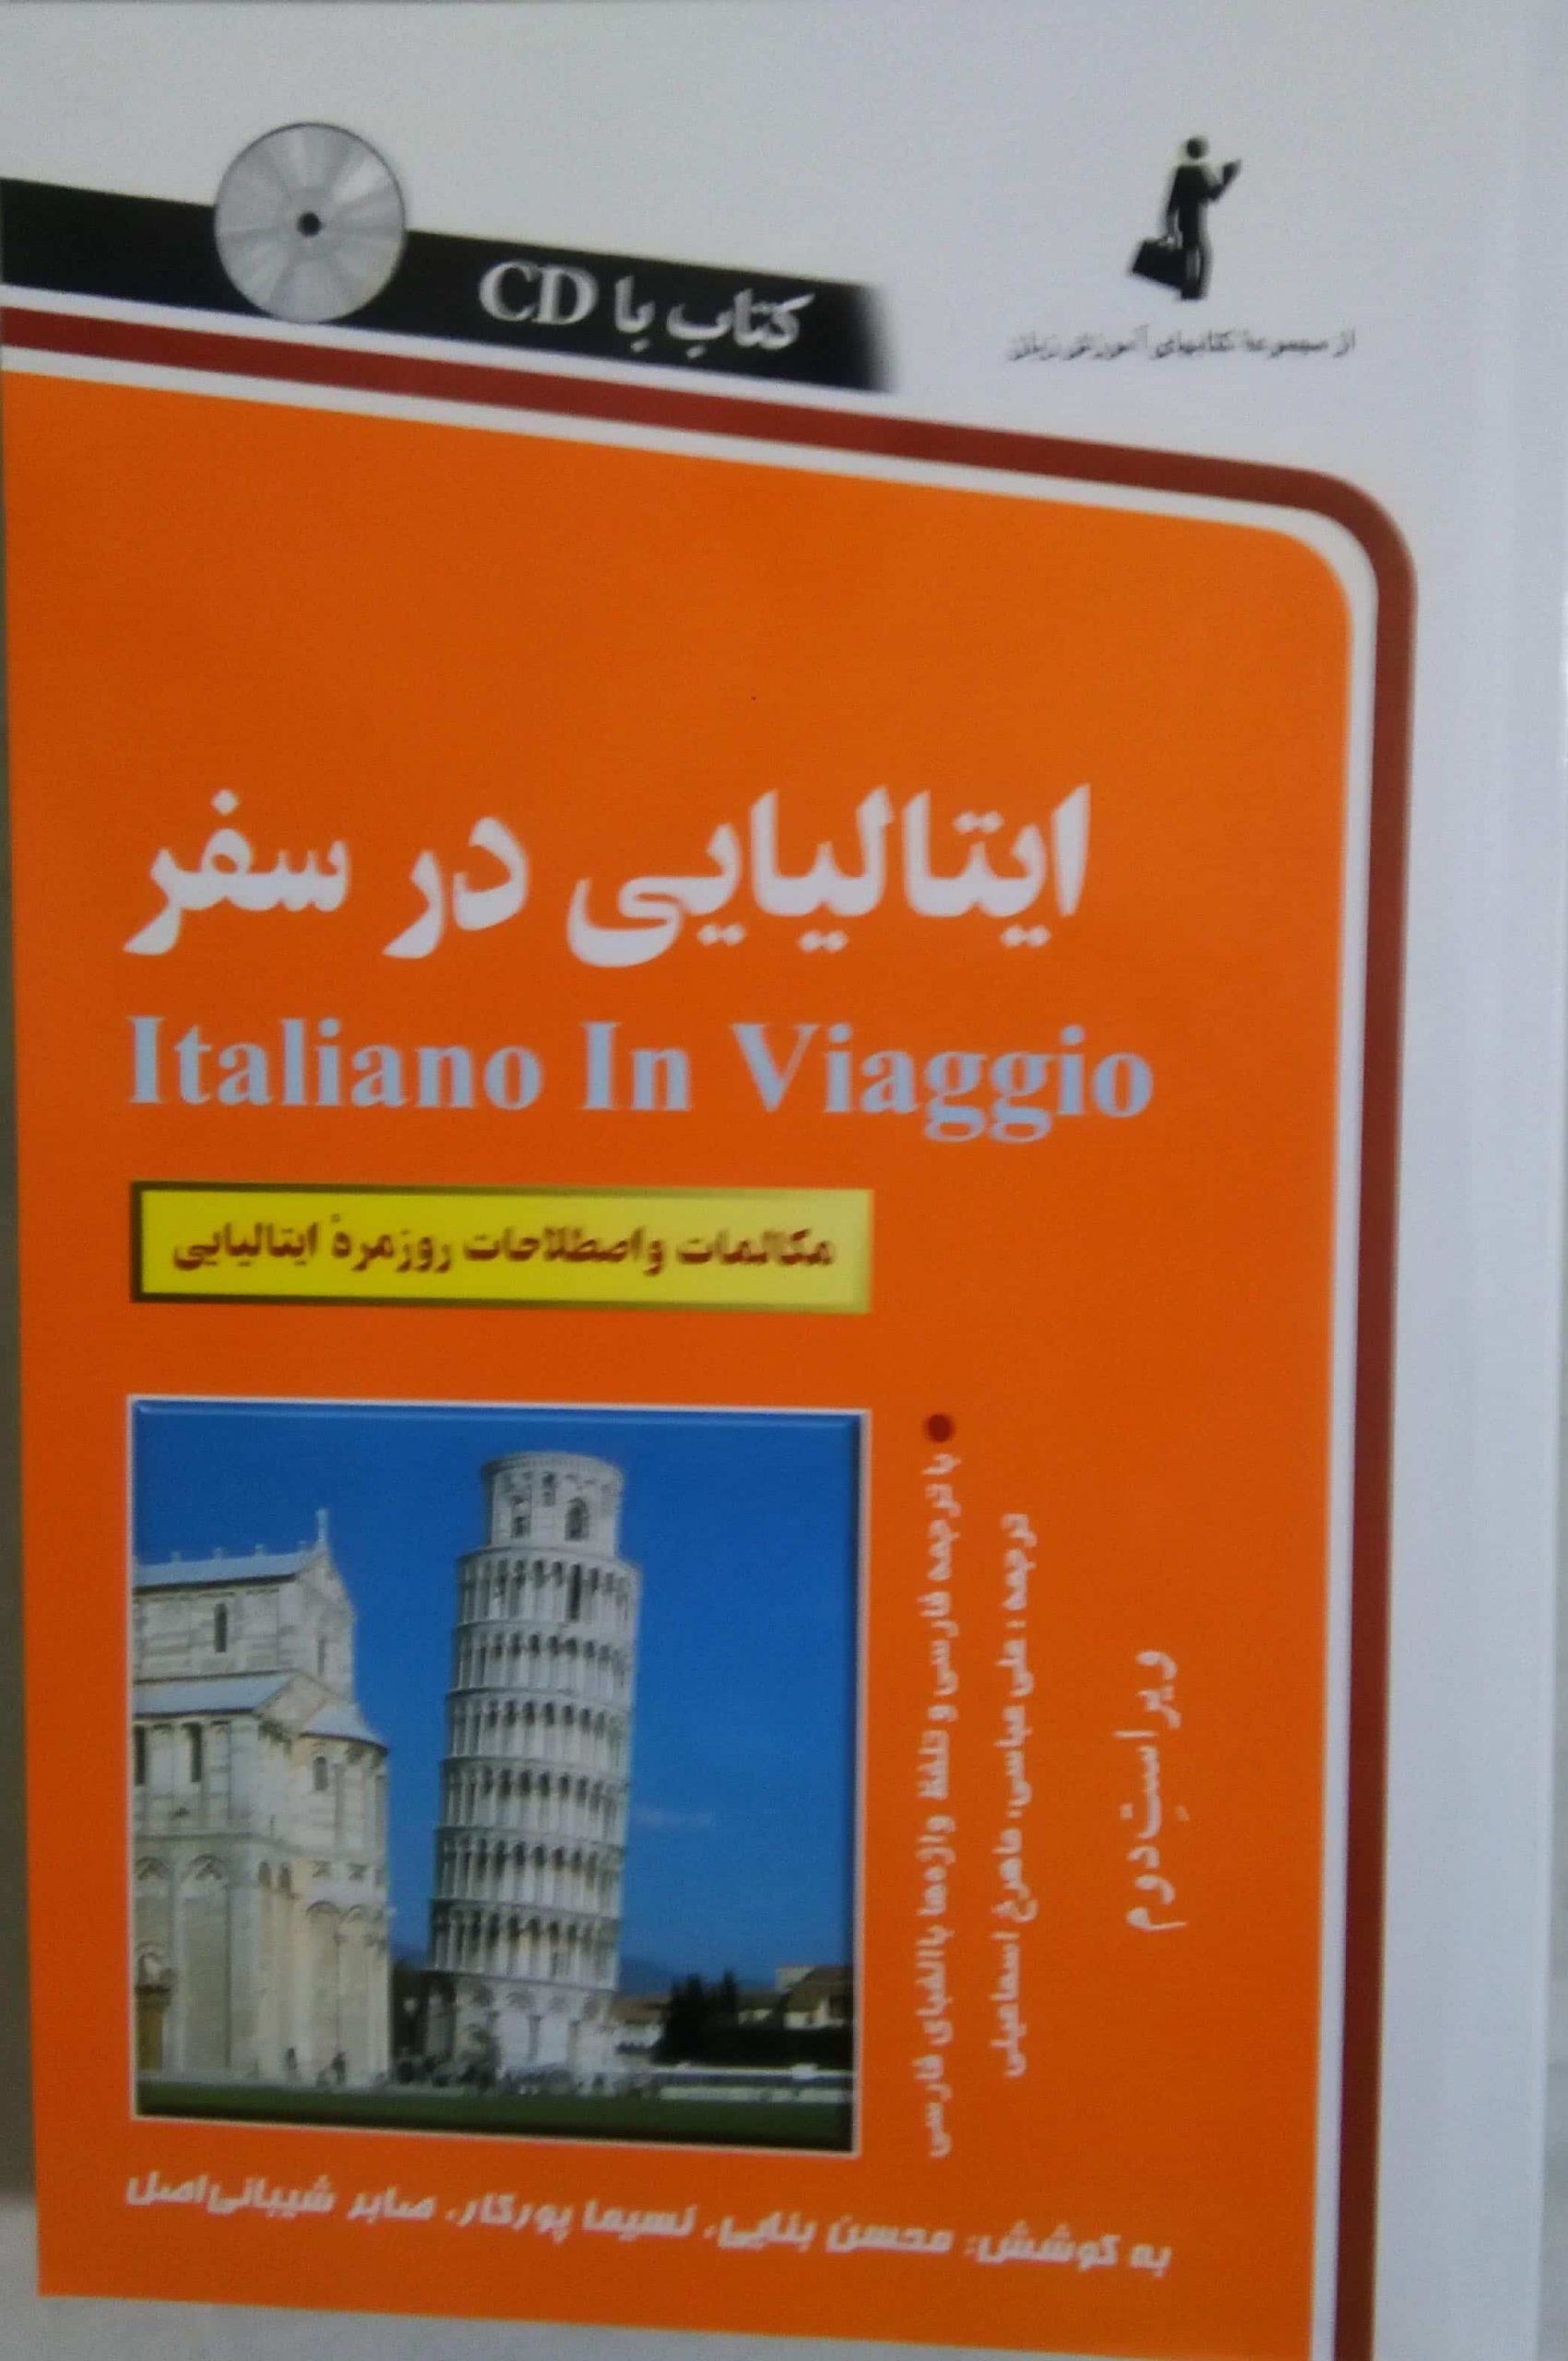 کتاب با CD
از مجموعه کتابهای آموزش زبان
ایتالیایی در سفر
Italiano In Viaggio
مکالمات و اصطلاحات روزمرهٔ ایتالیایی
با ترجمه فارسی و تلفظ واژه‌ها با الفبای فارسی
ترجمه: علی عباسی، ماهرخ اسماعیلی
ویراستِ دوم
به کوشش: محسن بنایی، نسیما پورکار، صابر شیبانی‌اصل